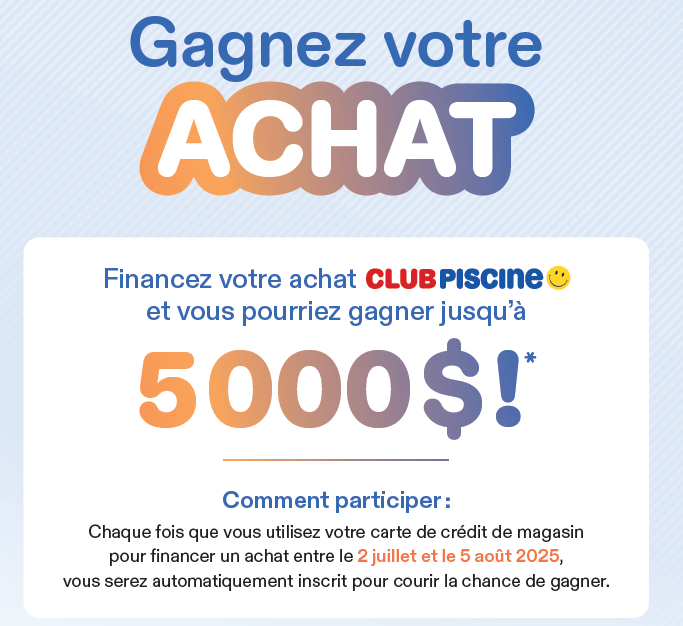 Gagnez votre
ACHAT
Financez votre achat CLUB PISCINE
et vous pourriez gagner jusqu’à
5 000 $ !*
Comment participer :
Chaque fois que vous utilisez votre carte de crédit de magasin
pour financer un achat entre le 2 juillet et le 5 août 2025,
vous serez automatiquement inscrit pour courir la chance de gagner.